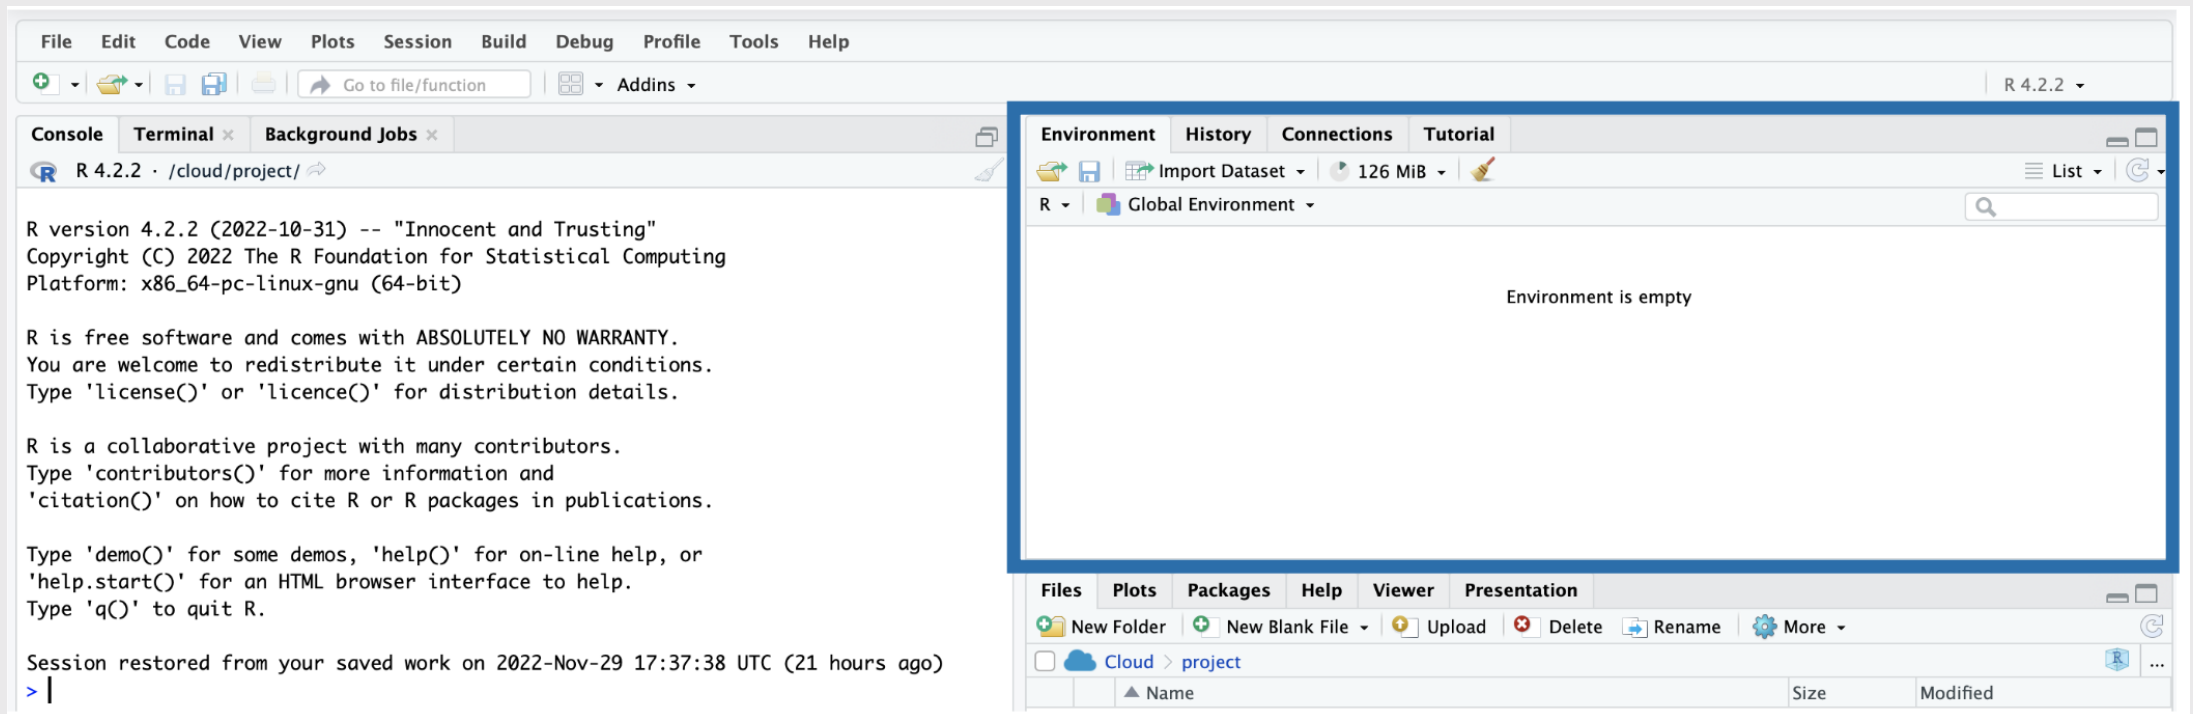 File Edit Code View Plots Session Build Debug Profile Tools Help
Go to file/function Addins R 4.2.2
Console Terminal Background Jobs
R 4.2.2 · /cloud/project/
R version 4.2.2 (2022-10-31) -- "Innocent and Trusting"
Copyright (C) 2022 The R Foundation for Statistical Computing
Platform: x86_64-pc-linux-gnu (64-bit)
R is free software and comes with ABSOLUTELY NO WARRANTY.
You are welcome to redistribute it under certain conditions.
Type 'license()' or 'licence()' for distribution details.
R is a collaborative project with many contributors.
Type 'contributors()' for more information and
'citation()' on how to cite R or R packages in publications.
Type 'demo()' for some demos, 'help()' for on-line help, or
'help.start()' for an HTML browser interface to help.
Type 'q()' to quit R.
Session restored from your saved work on 2022-Nov-29 17:37:38 UTC (21 hours ago)
>
Environment History Connections Tutorial
Import Dataset 126 MiB List
R Global Environment
Environment is empty
Files Plots Packages Help Viewer Presentation
New Folder New Blank File Upload Delete Rename More
Cloud project R ...
Name Size Modified